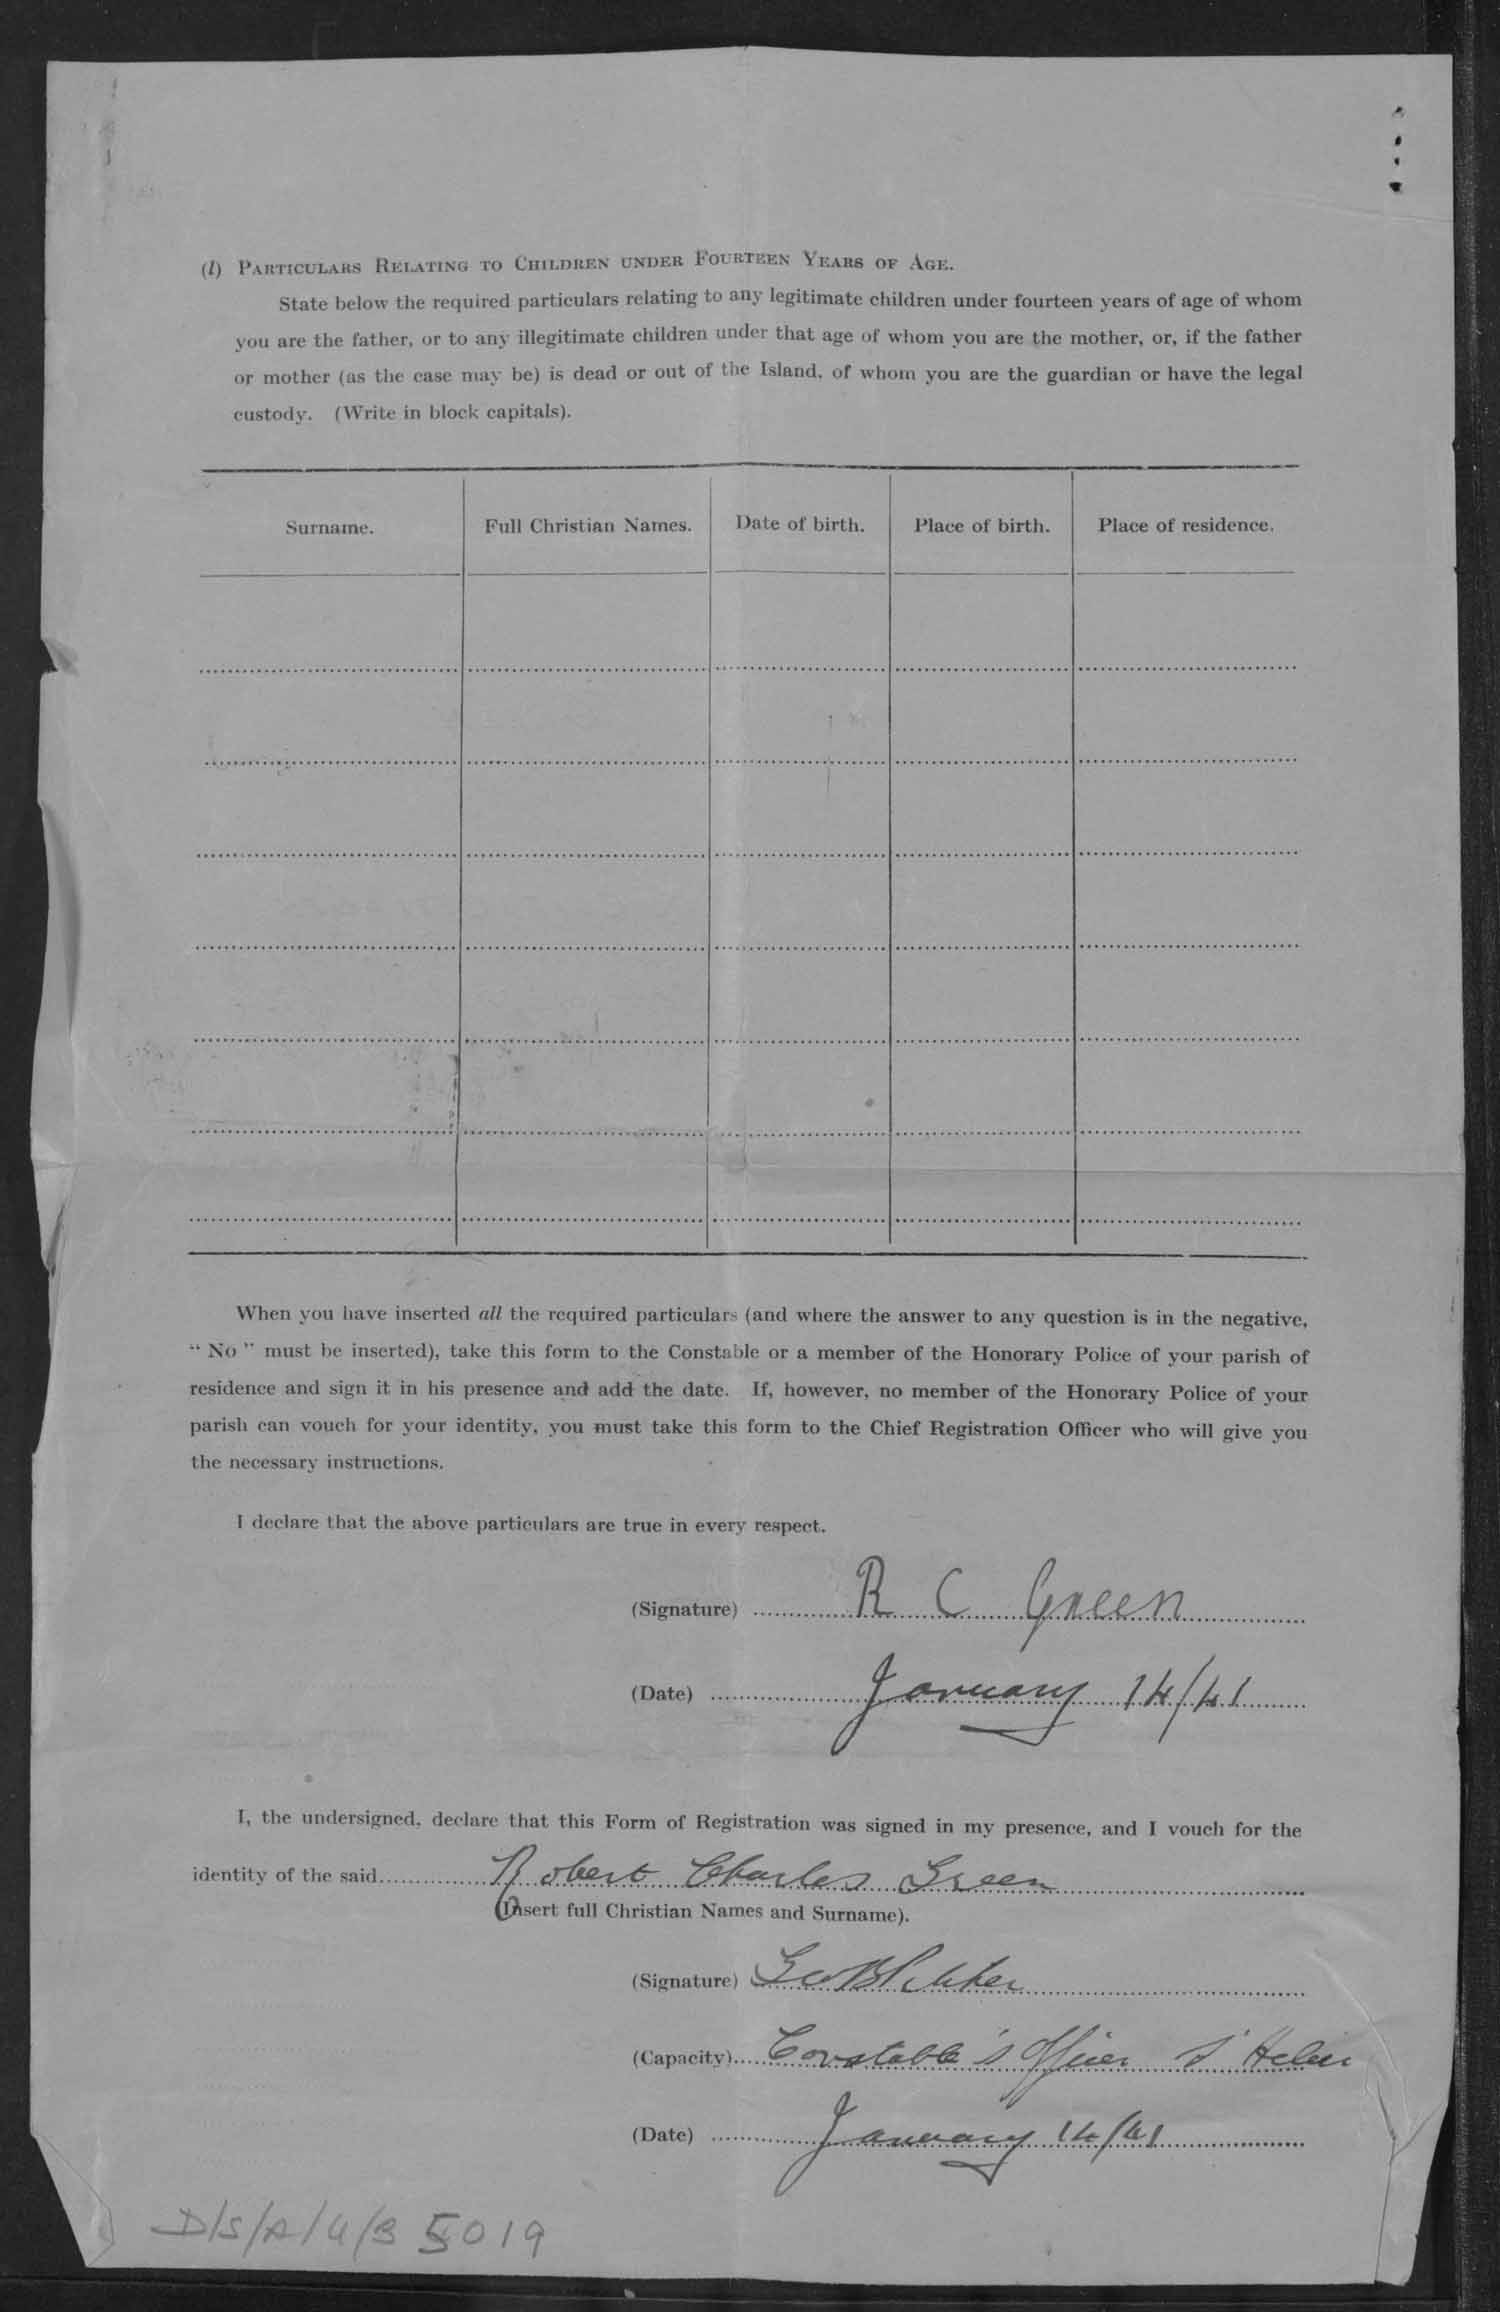 (l) PARTICULARS RELATING TO CHILDREN UNDER FOURTEEN YEARS OF AGE.
State below the required particulars relating to any legitimate children under fourteen years of age of whom
you are the father, or to any illegitimate children under that age of whom you are the mother, or, if the father
or mother (as the case may be) is dead or out of the Island, of whom you are the guardian or have the legal
custody. (Write in block capitals).
Surname. Full Christian Names. Date of birth. Place of birth. Place of residence.
When you have inserted all the required particulars (and where the answer to any question is in the negative,
“ No ” must be inserted), take this form to the Constable or a member of the Honorary Police of your parish of
residence and sign it in his presence and add the date. If, however, no member of the Honorary Police of your
parish can vouch for your identity, you must take this form to the Chief Registration Officer who will give you
the necessary instructions.
I declare that the above particulars are true in every respect.
(Signature) R C Green
(Date) January 14/41
I, the undersigned, declare that this Form of Registration was signed in my presence, and I vouch for the
identity of the said Robert Charles Green
(Insert full Christian Names and Surname).
(Signature) Geo
(Capacity) Constable's Officer St Helier
(Date) January 14/41
D/S/A/4/B5019